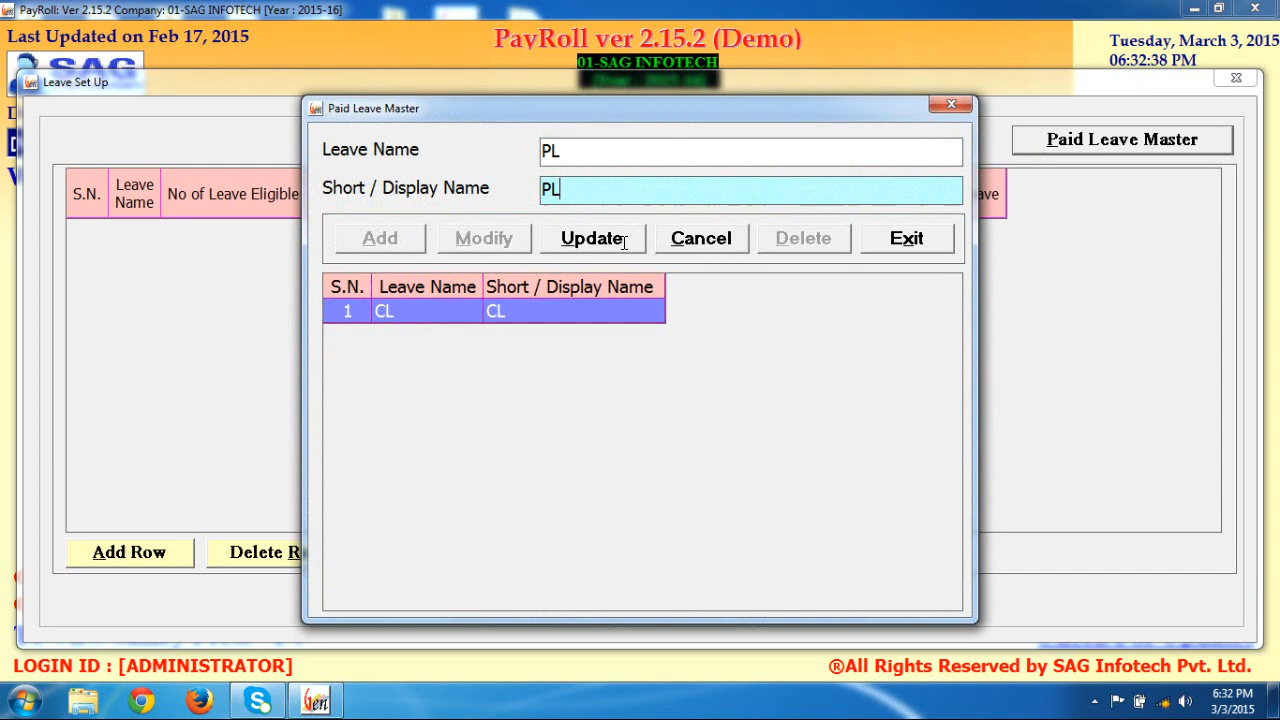 PayRoll: Ver 2.15.2 Company: 01-SAG INFOTECH [Year : 2015-16]
Last Updated on Feb 17, 2015
PayRoll ver 2.15.2 (Demo)
Tuesday, March 3, 2015
01-SAG INFOTECH
06:32:38 PM
SAG
Leave Set Up
Paid Leave Master
Paid Leave Master
Leave Name PL
Short / Display Name PL
S.N. Leave Name No of Leave Eligible
Add Modify Update Cancel Delete Exit
S.N. Leave Name Short / Display Name
1 CL CL
Add Row Delete R
LOGIN ID : [ADMINISTRATOR]
®All Rights Reserved by SAG Infotech Pvt. Ltd.
Gen
6:32 PM
3/3/2015